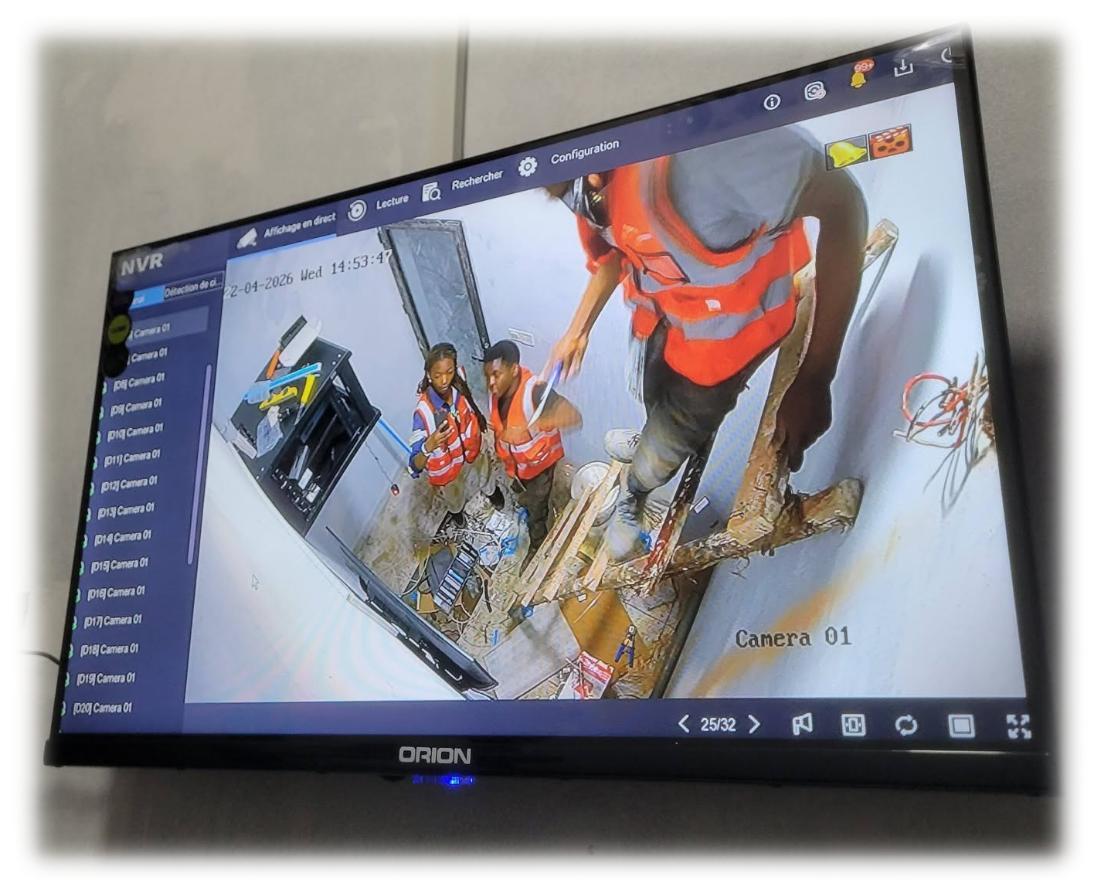 NVR
Affichage en direct
Lecture
Rechercher
Configuration
99+
Détection de ci...
22-04-2026 Wed 14:53:47
Camera 01
Camera 01
[D8] Camera 01
[D9] Camera 01
[D10] Camera 01
[D11] Camera 01
[D12] Camera 01
[D13] Camera 01
[D14] Camera 01
[D15] Camera 01
[D16] Camera 01
[D17] Camera 01
[D18] Camera 01
[D19] Camera 01
[D20] Camera 01
Camera 01
25/32
ORION